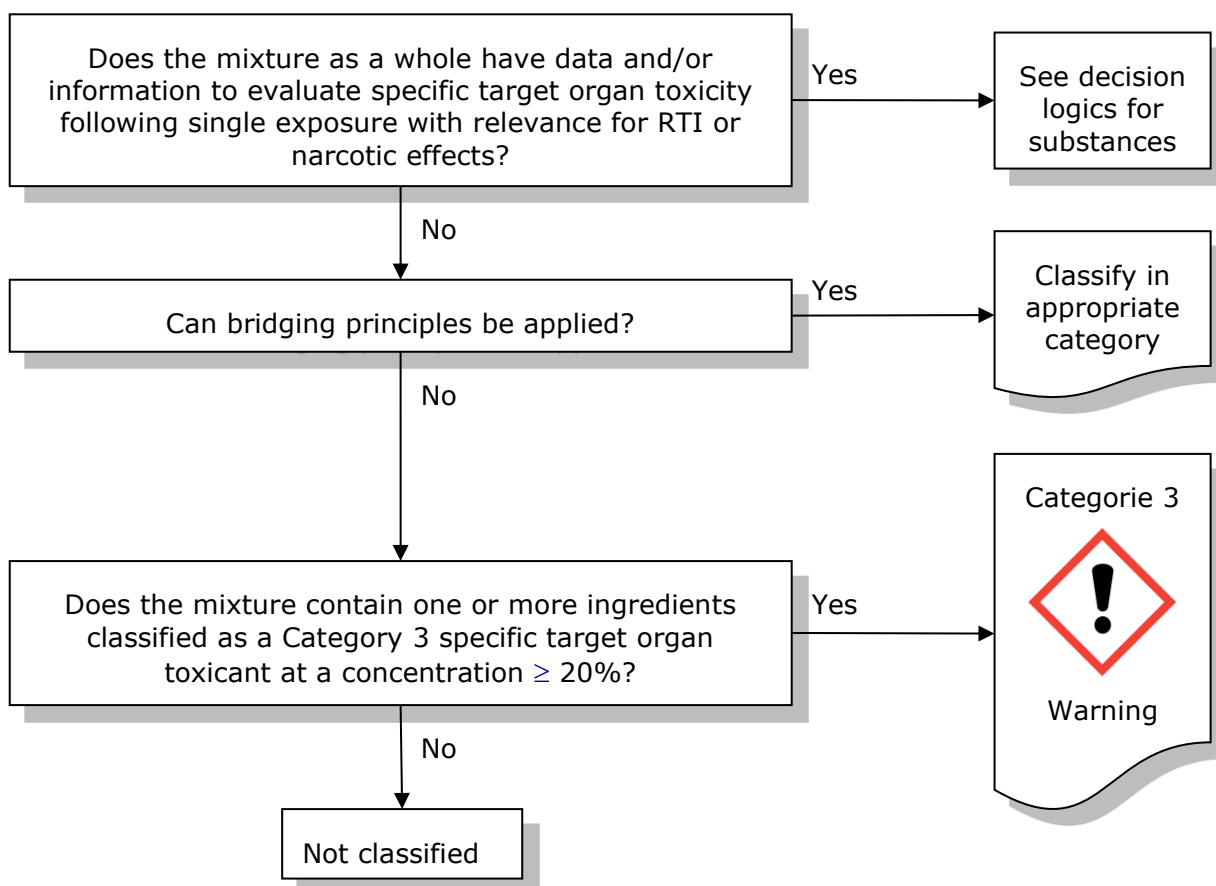 Does the mixture as a whole have data and/or
information to evaluate specific target organ toxicity
following single exposure with relevance for RTI or
narcotic effects?
Yes
See decision
logics for
substances
No
Can bridging principles be applied?
Yes
Classify in
appropriate
category
No
Does the mixture contain one or more ingredients
classified as a Category 3 specific target organ
toxicant at a concentration ≥ 20%?
Yes
Categorie 3
Warning
No
Not classified